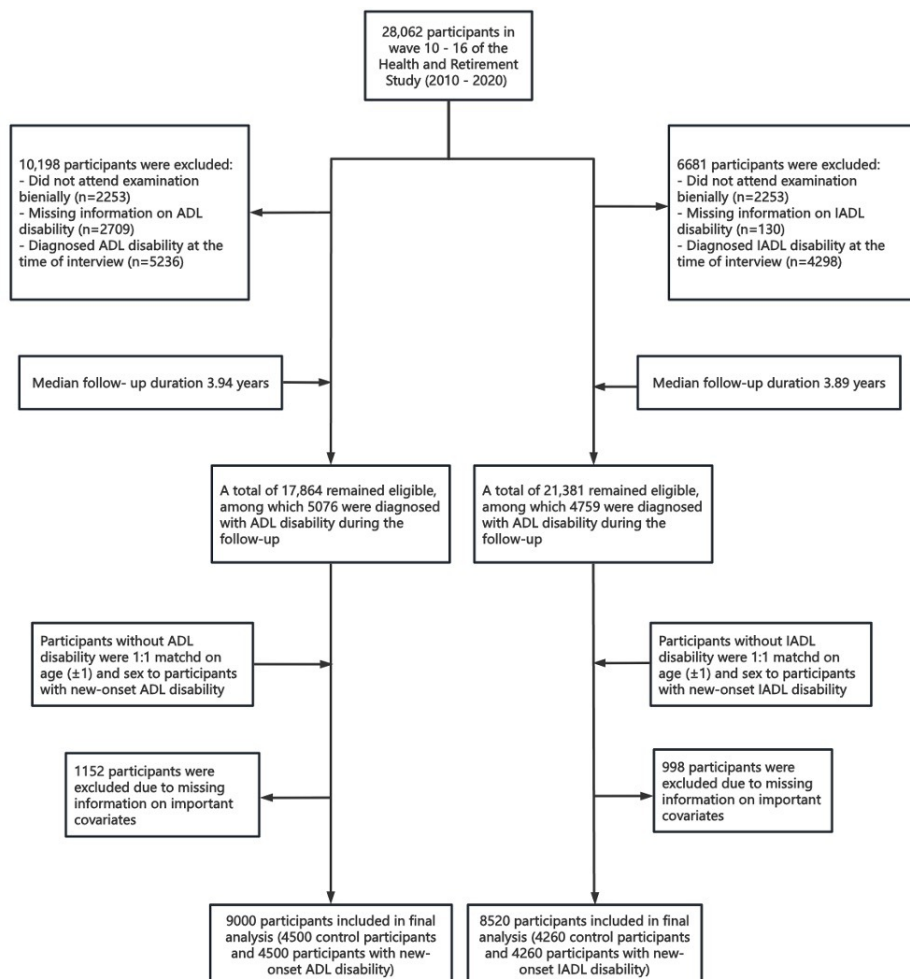 28,062 participants in
wave 10 - 16 of the
Health and Retirement
Study (2010 - 2020)
10,198 participants were excluded:
- Did not attend examination
bienially (n=2253)
- Missing information on ADL
disability (n=2709)
- Diagnosed ADL disability at the
time of interview (n=5236)
6681 participants were excluded:
- Did not attend examination
bienially (n=2253)
- Missing information on IADL
disability (n=130)
- Diagnosed IADL disability at the
time of interview (n=4298)
Median follow- up duration 3.94 years
Median follow-up duration 3.89 years
A total of 17,864 remained eligible,
among which 5076 were diagnosed
with ADL disability during the
follow-up
A total of 21,381 remained eligible,
among which 4759 were diagnosed
with ADL disability during the
follow-up
Participants without ADL
disability were 1:1 matchd on
age (±1) and sex to participants
with new-onset ADL disability
Participants without IADL
disability were 1:1 matchd on
age (±1) and sex to participants
with new-onset IADL disability
1152 participants were
excluded due to missing
information on important
covariates
998 participants were
excluded due to missing
information on important
covariates
9000 participants included in final
analysis (4500 control participants
and 4500 participants with new-
onset ADL disability)
8520 participants included in final
analysis (4260 control participants
and 4260 participants with new-
onset IADL disability)